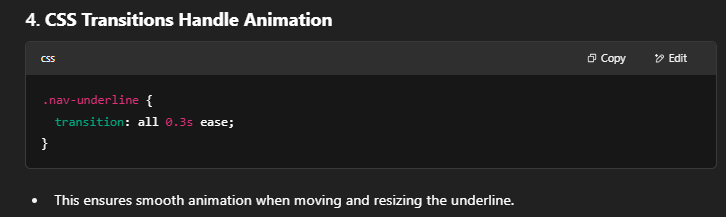 4. CSS Transitions Handle Animation
css
Copy
Edit
.nav-underline {
  transition: all 0.3s ease;
}
• This ensures smooth animation when moving and resizing the underline.